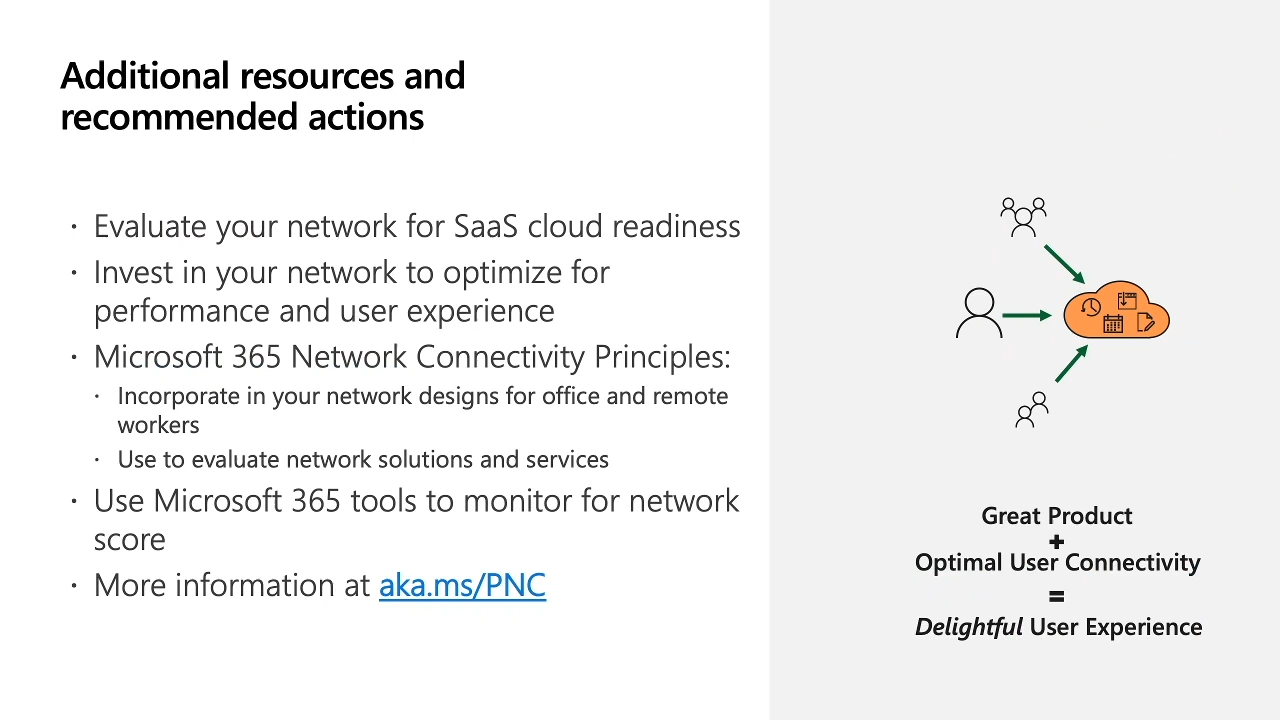 Additional resources and
recommended actions
· Evaluate your network for SaaS cloud readiness
· Invest in your network to optimize for
performance and user experience
· Microsoft 365 Network Connectivity Principles:
· Incorporate in your network designs for office and remote
workers
· Use to evaluate network solutions and services
· Use Microsoft 365 tools to monitor for network
score
· More information at aka.ms/PNC
Great Product
+
Optimal User Connectivity
=
Delightful User Experience